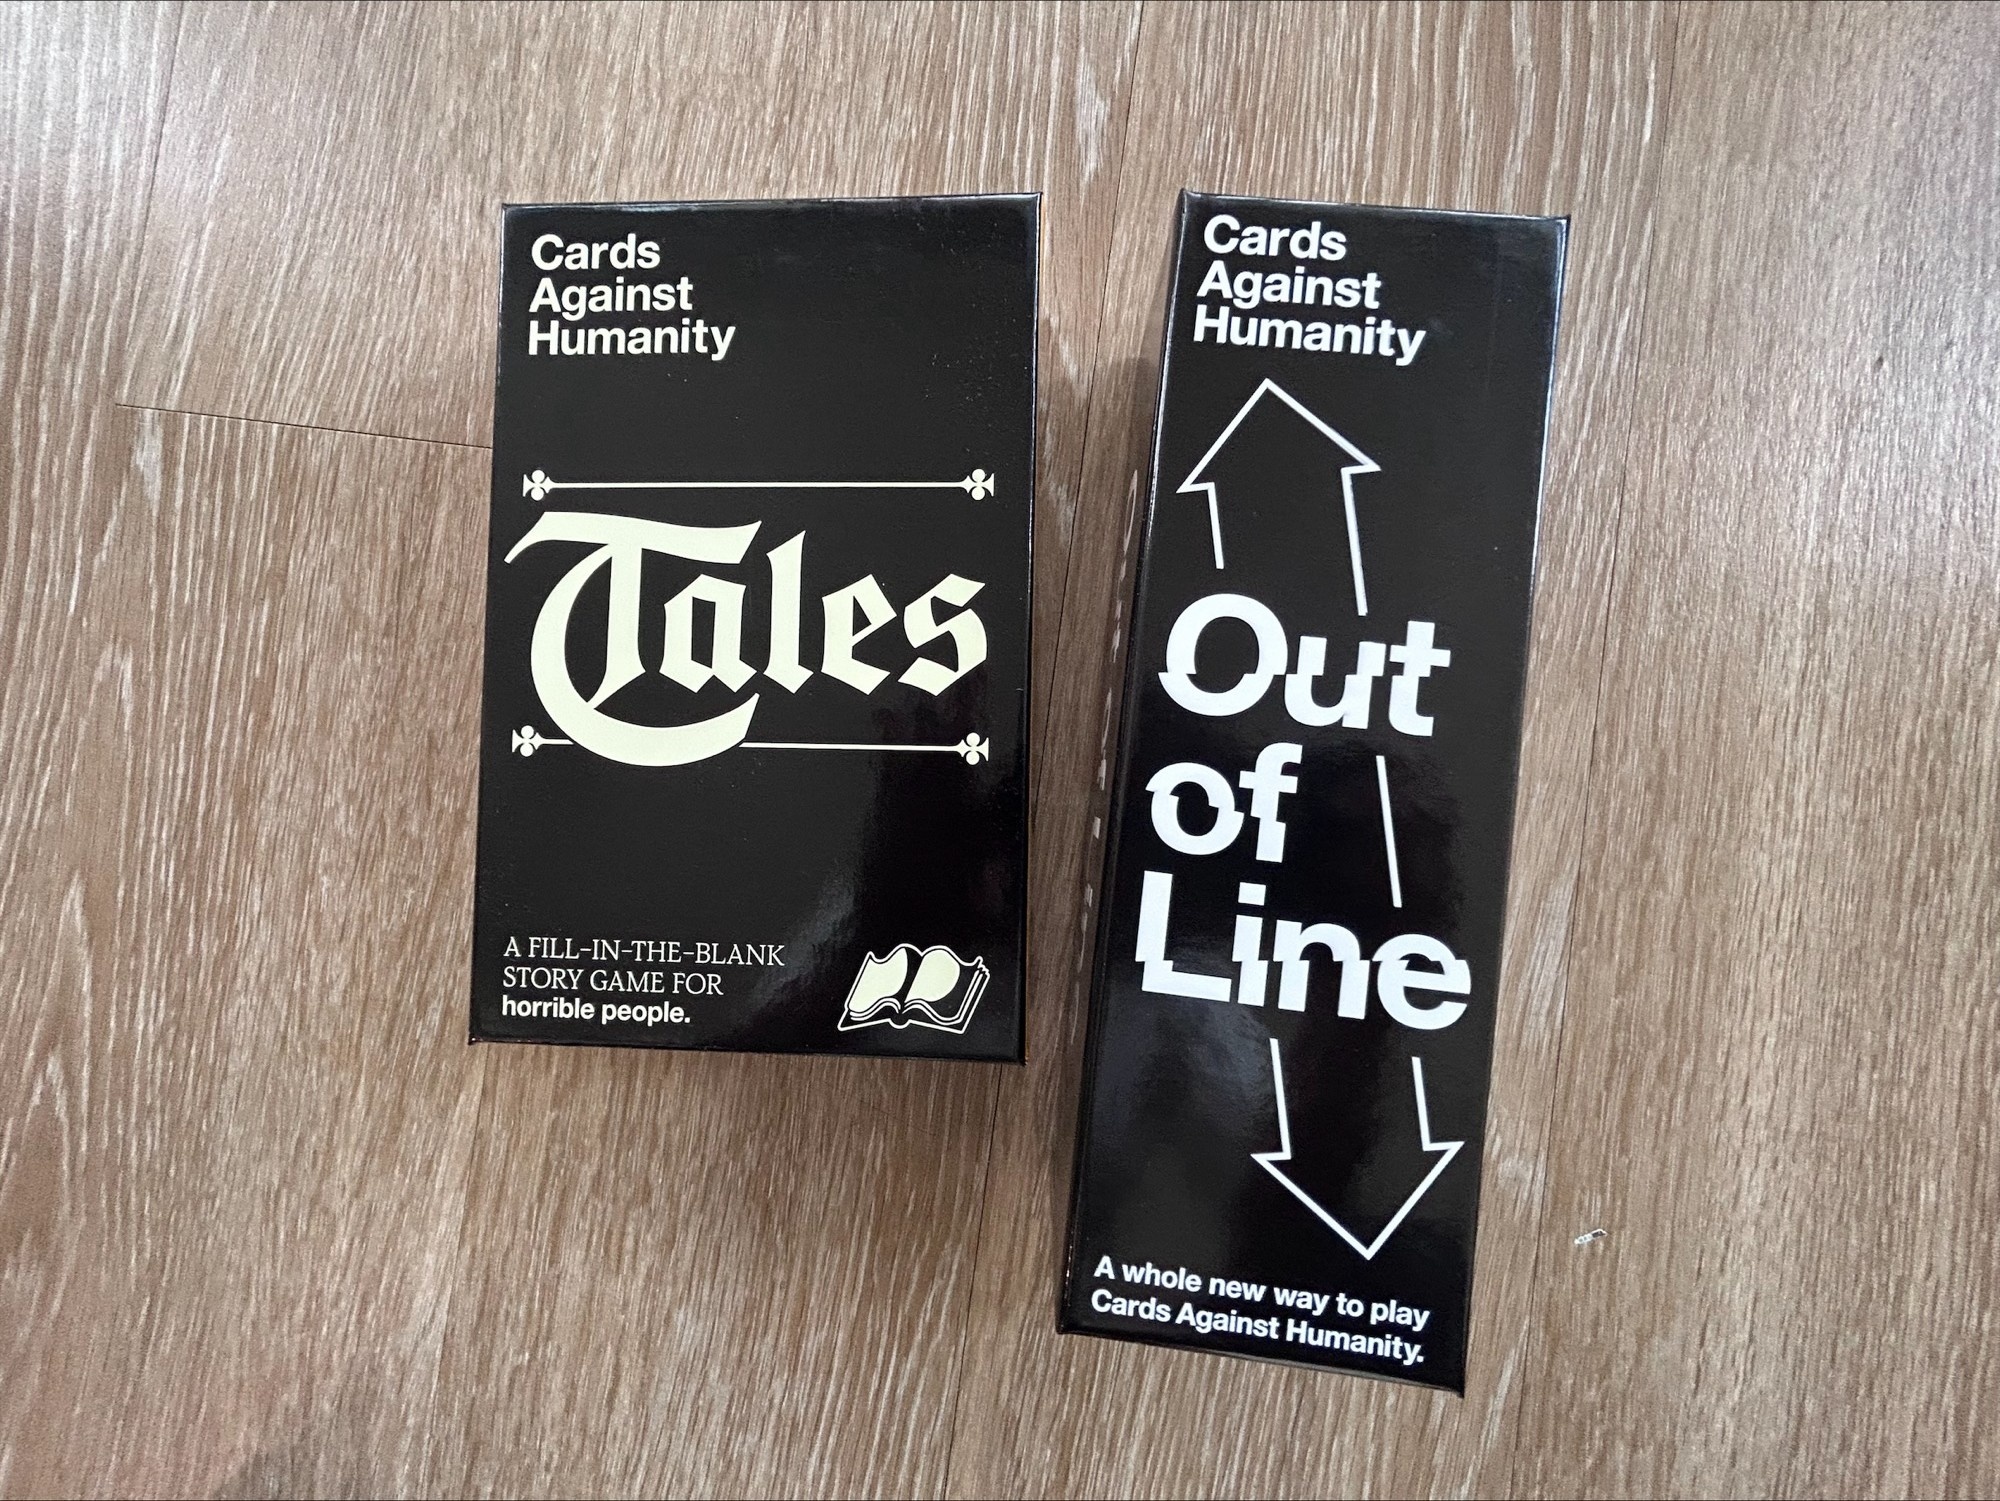 Cards
Against
Humanity
Tales
A FILL-IN-THE-BLANK
STORY GAME FOR
horrible people.
Cards
Against
Humanity
Out
of
Line
A whole new way to play
Cards Against Humanity.